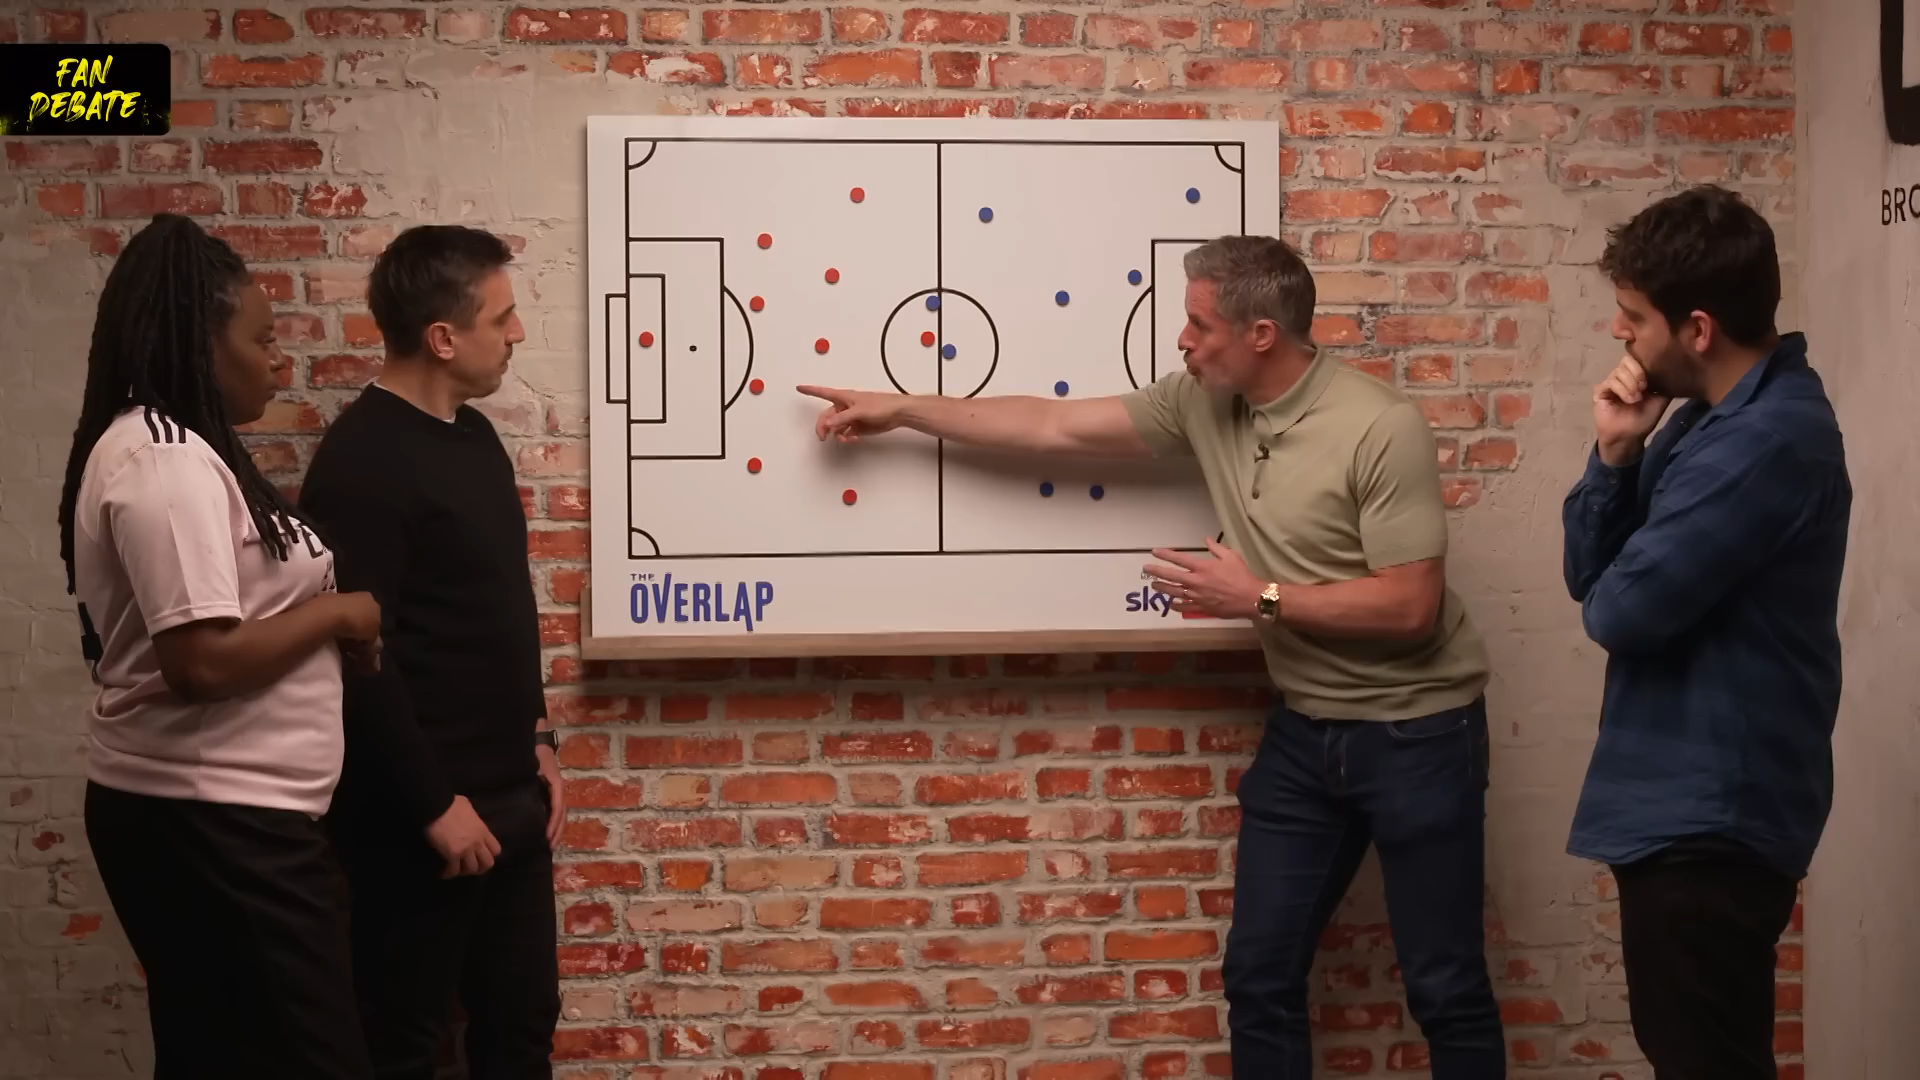 FAN
DEBATE
BRO
THE
OVERLAP
sky